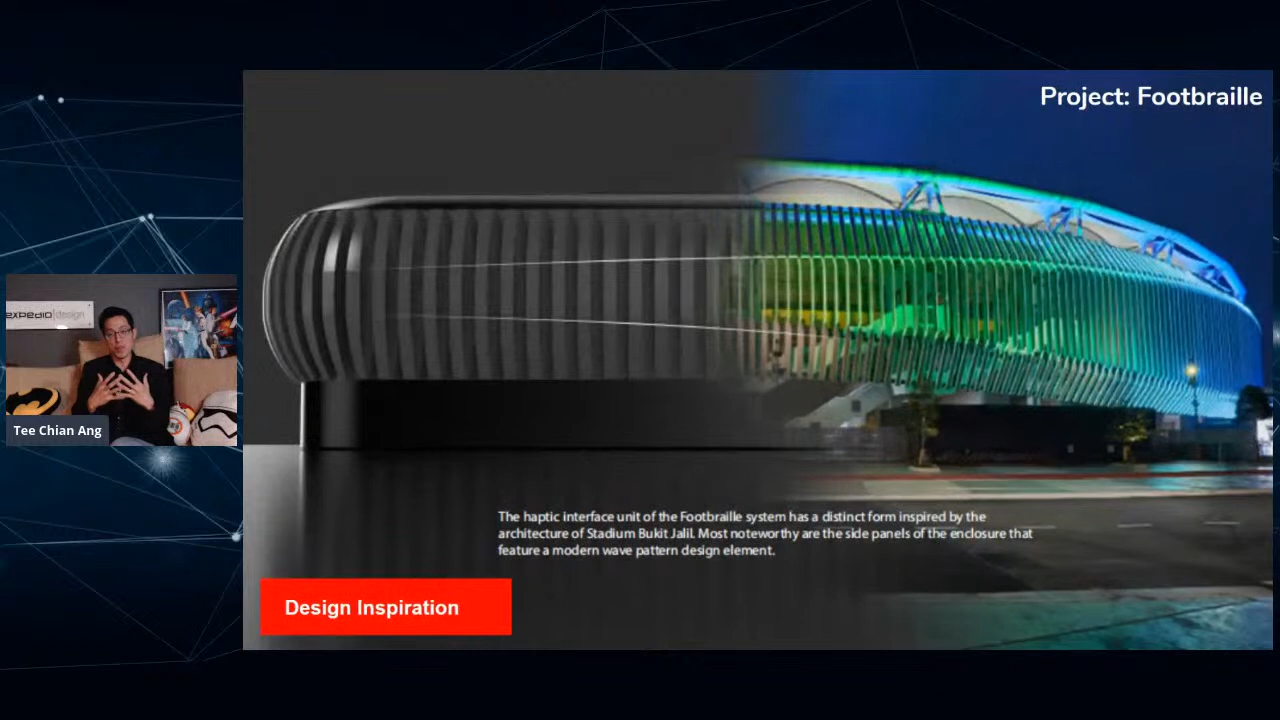 Project: Footbraille
expedio|design
Tee Chian Ang
The haptic interface unit of the Footbraille system has a distinct form inspired by the
architecture of Stadium Bukit Jalil. Most noteworthy are the side panels of the enclosure that
feature a modern wave pattern design element.
Design Inspiration